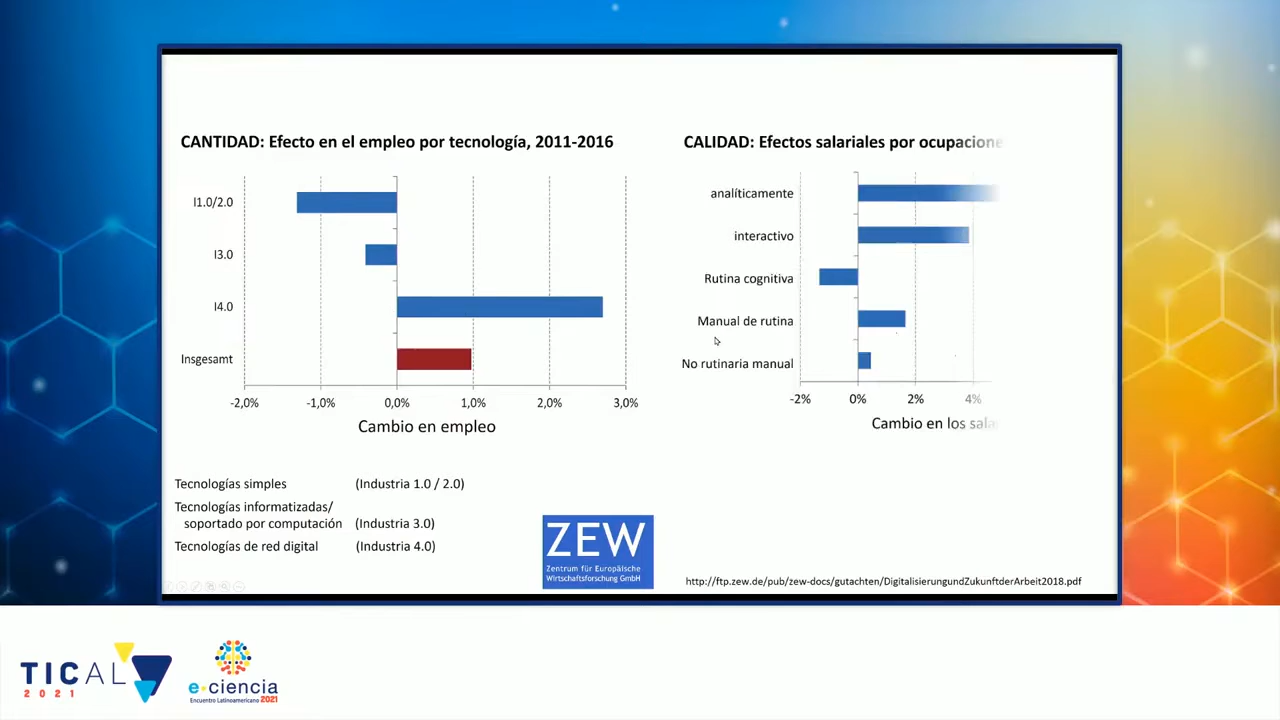 CANTIDAD: Efecto en el empleo por tecnología, 2011-2016
I1.0/2.0
I3.0
I4.0
Insgesamt
-2,0% -1,0% 0,0% 1,0% 2,0% 3,0%
Cambio en empleo
CALIDAD: Efectos salariales por ocupacione
analíticamente
interactivo
Rutina cognitiva
Manual de rutina
No rutinaria manual
-2% 0% 2% 4%
Cambio en los sala
Tecnologías simples (Industria 1.0 / 2.0)
Tecnologías informatizadas/
soportado por computación (Industria 3.0)
Tecnologías de red digital (Industria 4.0)
ZEW
Zentrum für Europäische
Wirtschaftsforschung GmbH
http://ftp.zew.de/pub/zew-docs/gutachten/DigitalisierungundZukunftderArbeit2018.pdf
TICAL
2021
e-ciencia
Encuentro Latinoamericano 2021